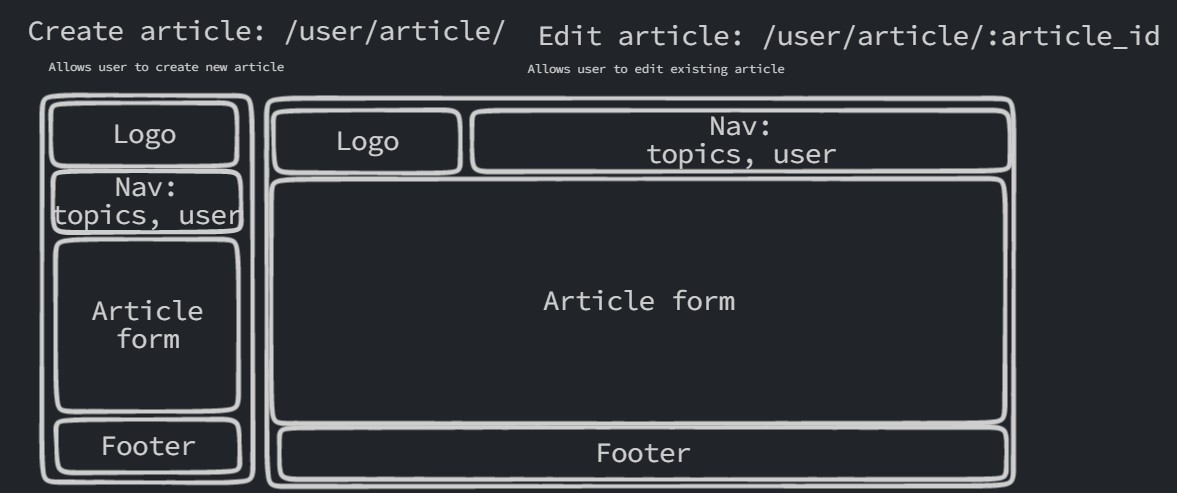 Create article: /user/article/
Edit article: /user/article/:article_id
Allows user to create new article
Allows user to edit existing article
Logo
Nav:
topics, user
Article
form
Footer
Logo
Nav:
topics, user
Article form
Footer